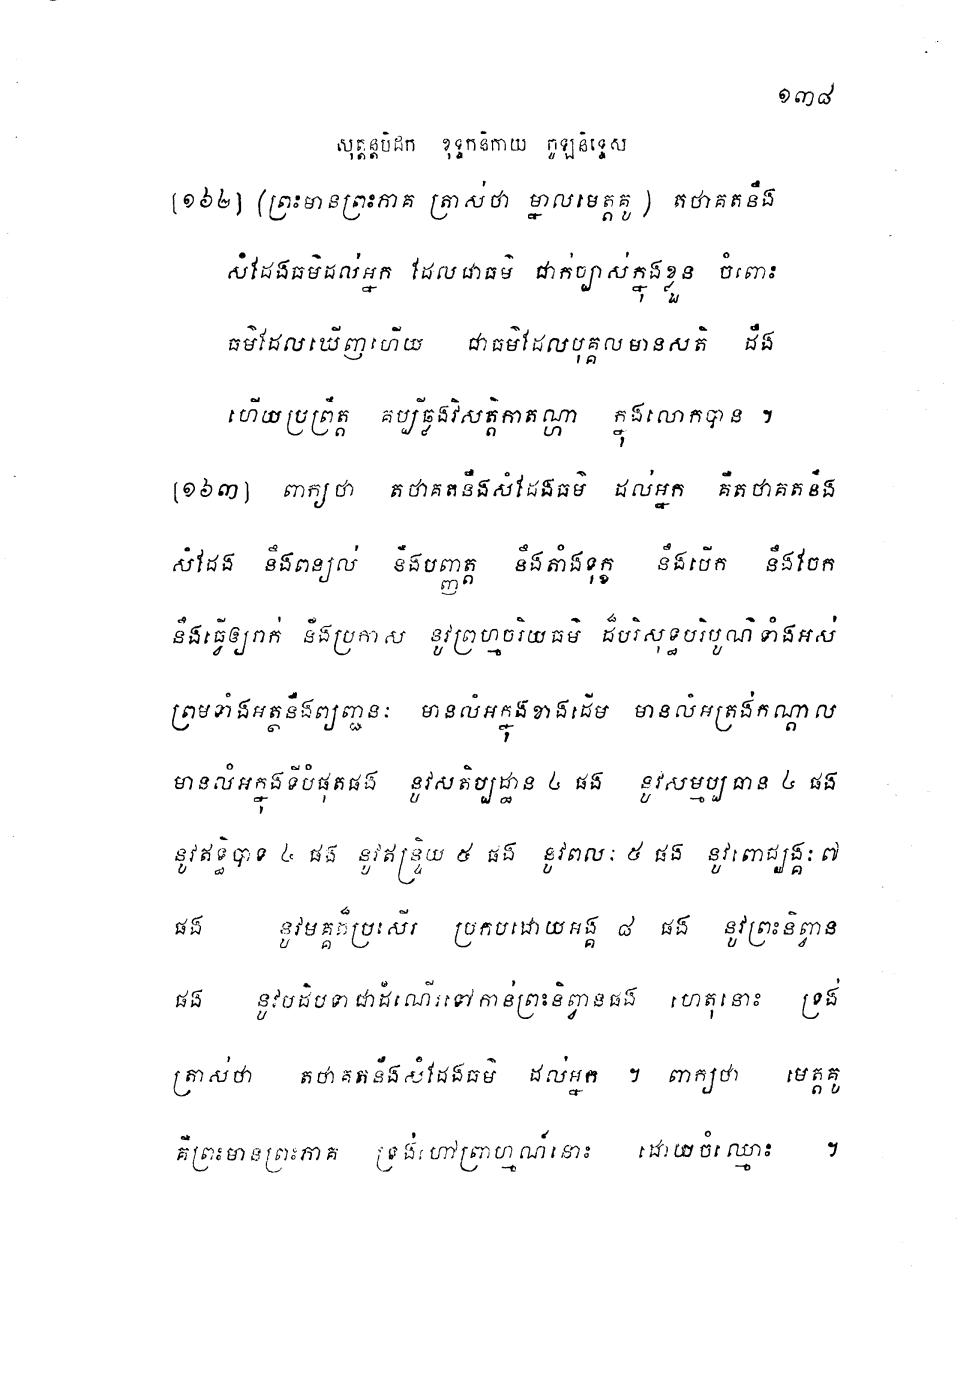 ១៣៨
សុត្តន្តបិដក ខុទ្ទកនិកាយ ចូឡនិទ្ទេស
[១៦២] (ព្រះមានព្រះភាគ ត្រាស់ថា ម្នាលមេត្តគូ) តថាគតនឹង
សំដែងធម៌ដល់អ្នក ដែលជាធម៌ ជាក់ច្បាស់ក្នុងខ្លួន ចំពោះ
ធម៌ដែលឃើញហើយ ជាធម៌ដែលបុគ្គលមានសតិ ដឹង
ហើយប្រព្រឹត្ត គប្បីឆ្លងវិសត្តិកាតណ្ហា ក្នុងលោកបាន ។
[១៦៣] ពាក្យថា តថាគតនឹងសំដែងធម៌ ដល់អ្នក គឺតថាគតនឹង
សំដែង នឹងពន្យល់ នឹងបញ្ញត្ត នឹងតាំងទុក្ខ នឹងបើក នឹងចែក
នឹងធ្វើឲ្យរាក់ នឹងប្រកាស នូវព្រហ្មចរិយធម៌ ដ៏បរិសុទ្ធបរិបូណ៌ទាំងអស់
ព្រមទាំងអត្ថនឹងព្យញ្ជនៈ មានលំអក្នុងខាងដើម មានលំអត្រង់កណ្តាល
មានលំអក្នុងទីបំផុតផង នូវសតិប្បដ្ឋាន ៤ ផង នូវសម្មប្បធាន ៤ ផង
នូវឥទ្ធិបាទ ៤ ផង នូវឥន្ទ្រិយ ៥ ផង នូវពលៈ ៥ ផង នូវពោជ្ឈង្គៈ ៧
ផង នូវមគ្គដ៏ប្រសើរ ប្រកបដោយអង្គ ៨ ផង នូវព្រះនិព្វាន
ផង នូវបដិបទាជាដំណើរទៅកាន់ព្រះនិព្វានផង ហេតុនោះ ទ្រង់
ត្រាស់ថា តថាគតនឹងសំដែងធម៌ ដល់អ្នក ។ ពាក្យថា មេត្តគូ
គឺព្រះមានព្រះភាគ ទ្រង់ហៅព្រាហ្មណ៍នោះ ដោយចំឈ្មោះ ។